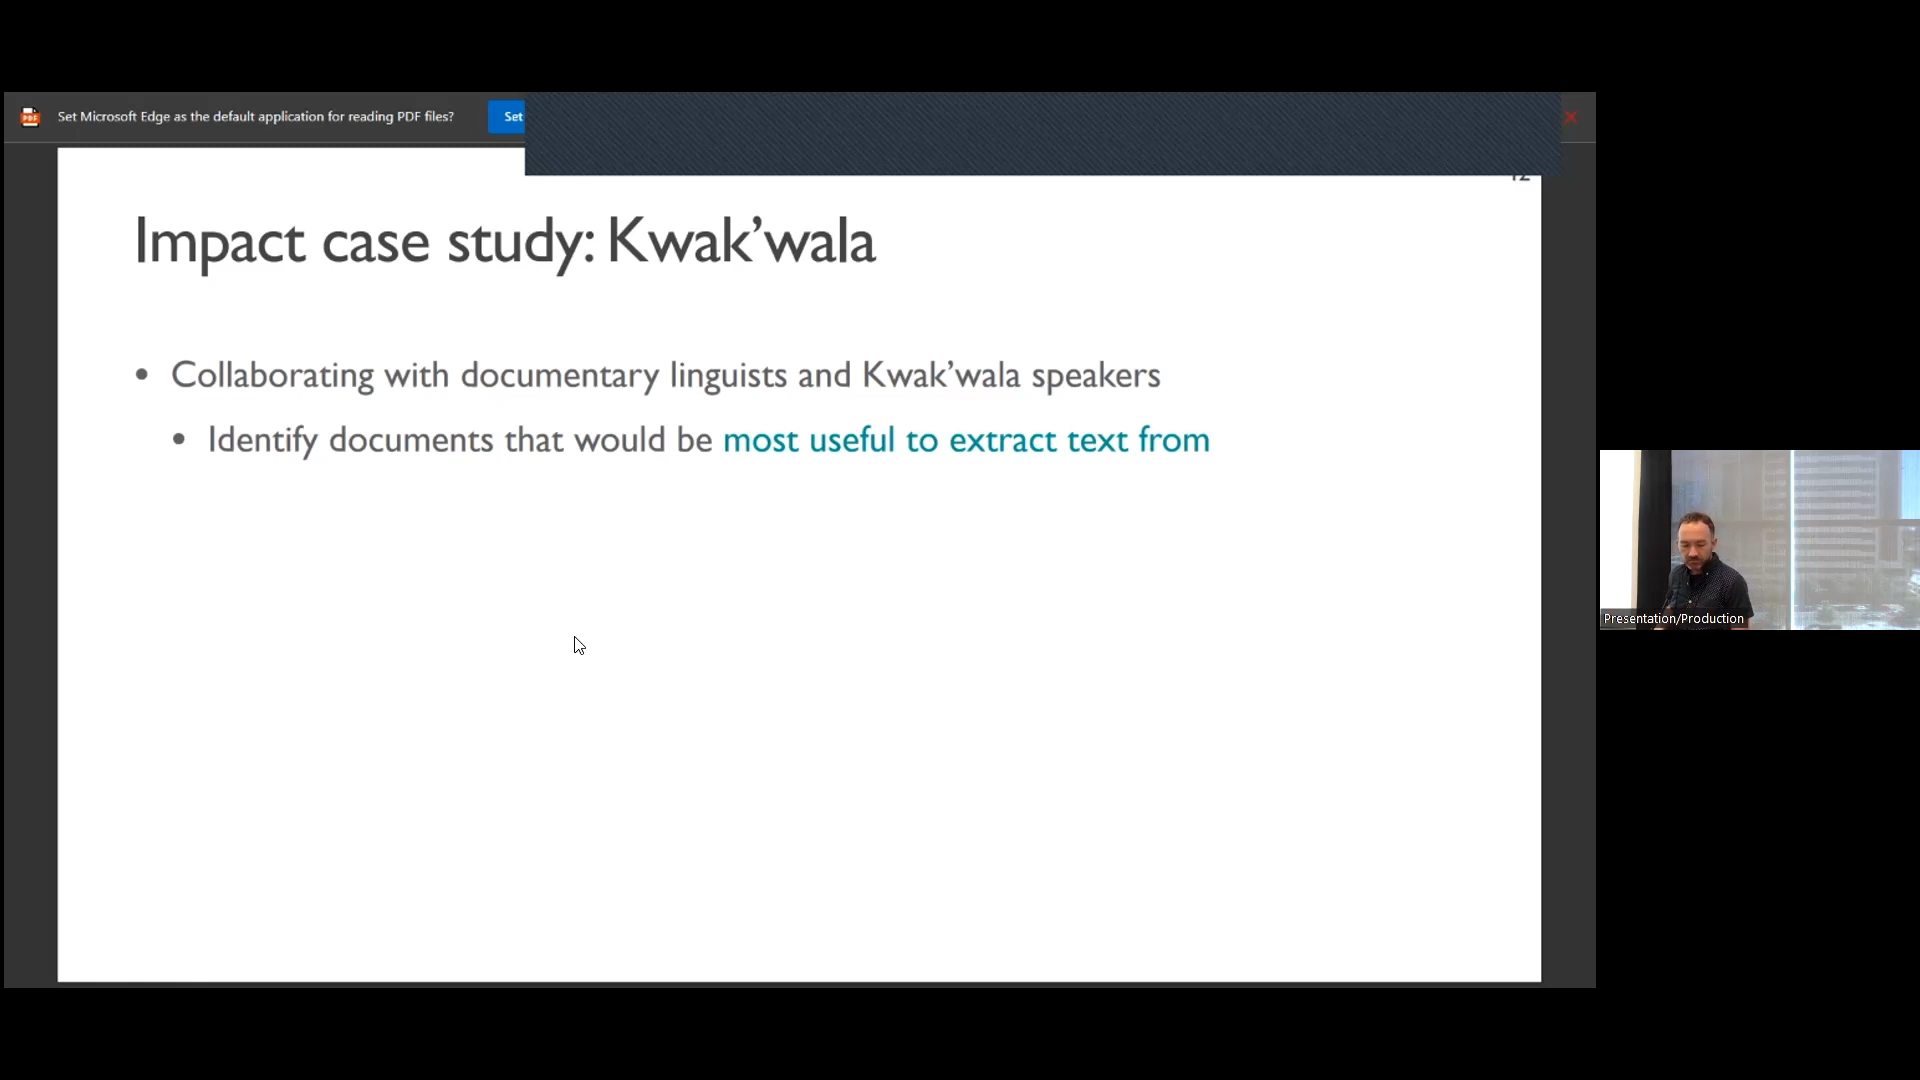 Set Microsoft Edge as the default application for reading PDF files?
Set
Impact case study: Kwak’wala
• Collaborating with documentary linguists and Kwak’wala speakers
• Identify documents that would be most useful to extract text from
Presentation/Production